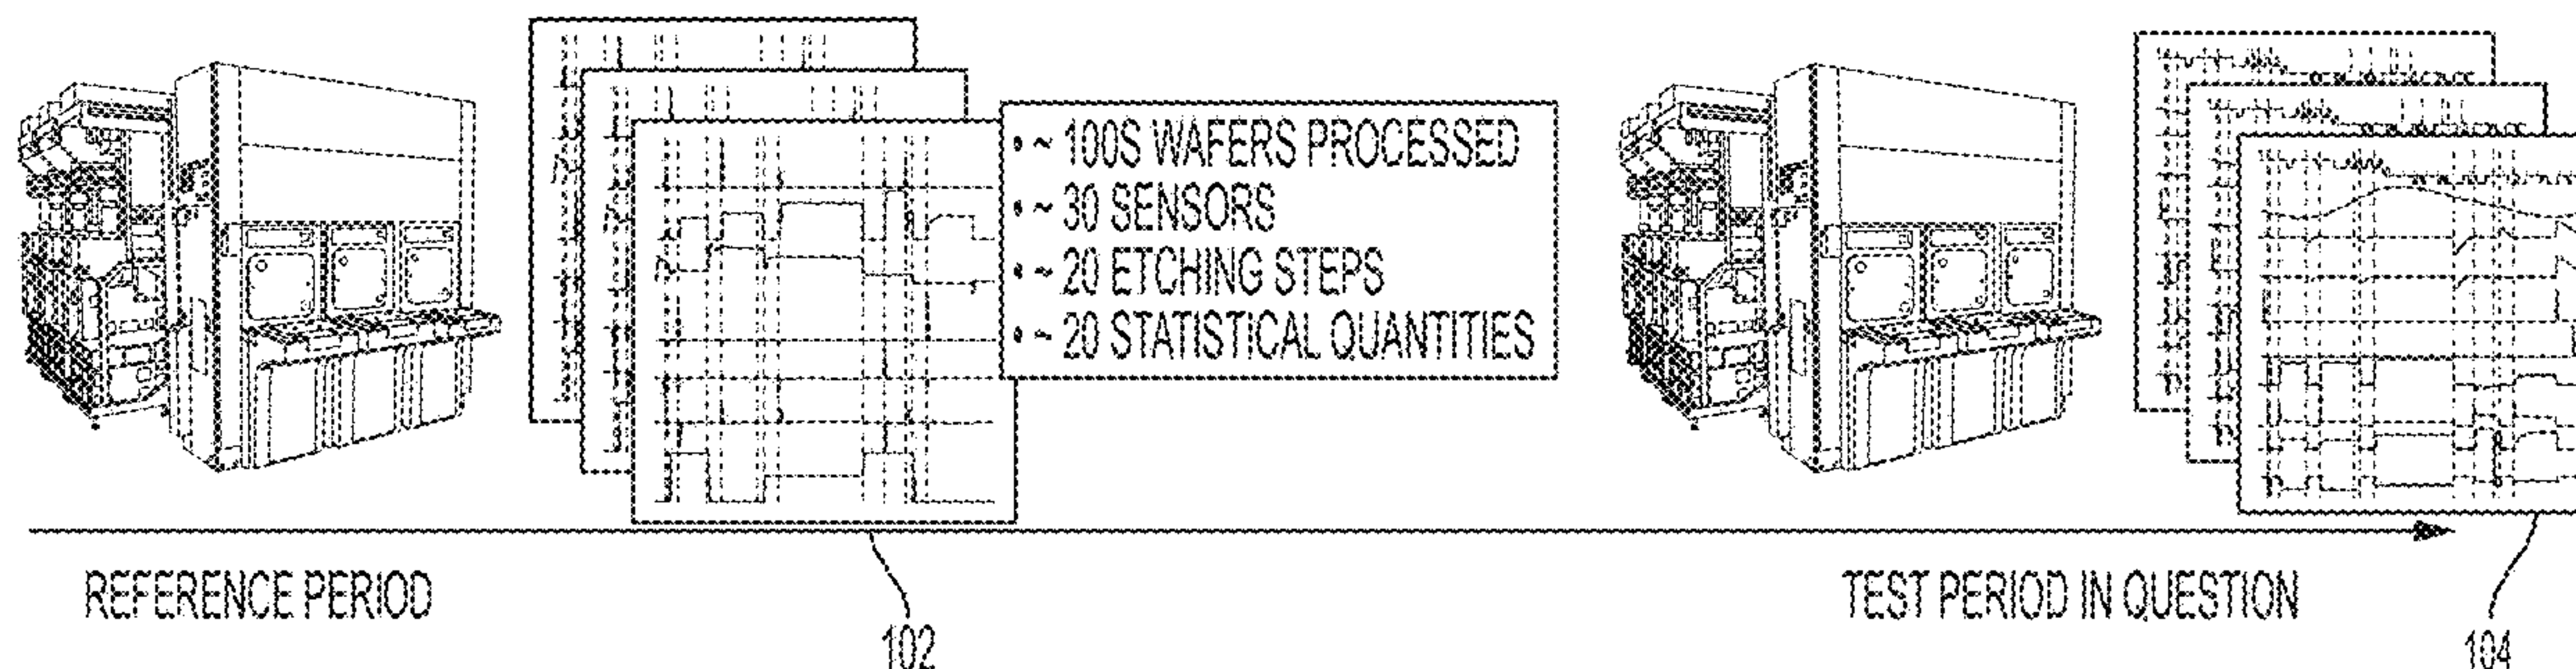 • ~ 100S WAFERS PROCESSED
• ~ 30 SENSORS
• ~ 20 ETCHING STEPS
• ~ 20 STATISTICAL QUANTITIES
REFERENCE PERIOD
TEST PERIOD IN QUESTION
102
104